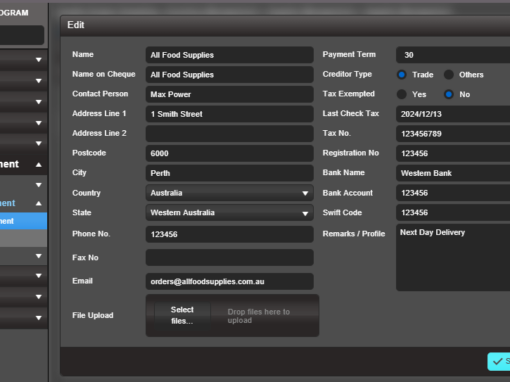 OGRAM
Edit
Name All Food Supplies Payment Term 30
Name on Cheque All Food Supplies Creditor Type Trade Others
Contact Person Max Power Tax Exempted Yes No
Address Line 1 1 Smith Street Last Check Tax 2024/12/13
Address Line 2 Tax No. 123456789
Postcode 6000 Registration No 123456
ment
City Perth Bank Name Western Bank
Country Australia Bank Account 123456
ment
State Western Australia Swift Code 123456
ment
Phone No. 123456 Remarks / Profile Next Day Delivery
Fax No
Email orders@allfoodsupplies.com.au
File Upload Select files... Drop files here to upload
S